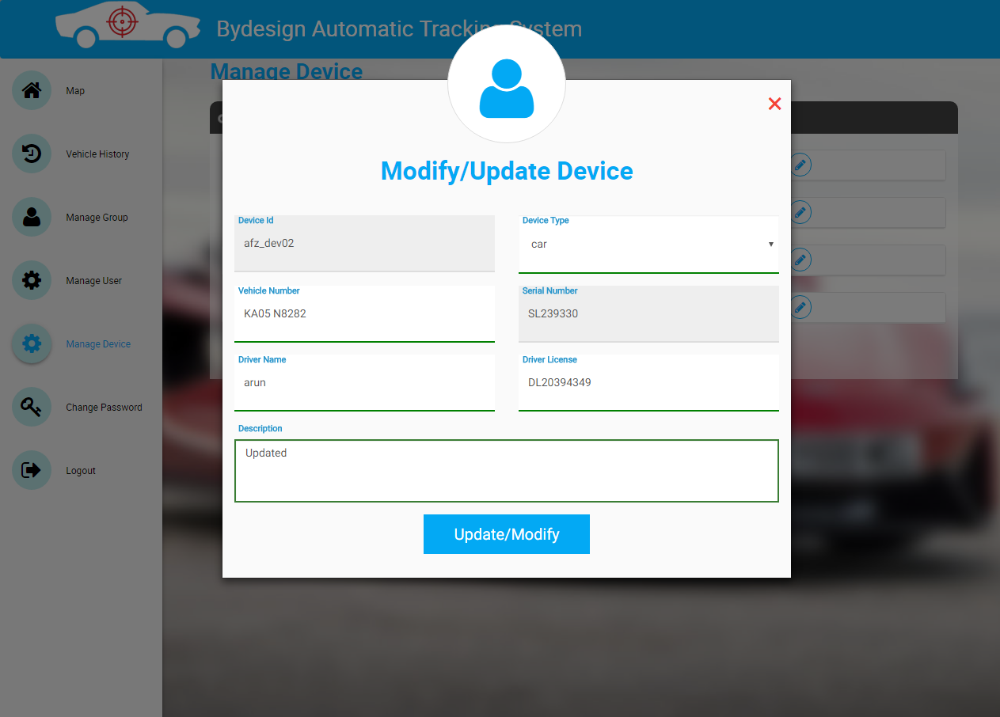 Bydesign Automatic Tracking System
Manage Device
Map
Vehicle History
Manage Group
Manage User
Manage Device
Change Password
Logout
Modify/Update Device
Device Id
afz_dev02
Device Type
car
Vehicle Number
KA05 N8282
Serial Number
SL239330
Driver Name
arun
Driver License
DL20394349
Description
Updated
Update/Modify